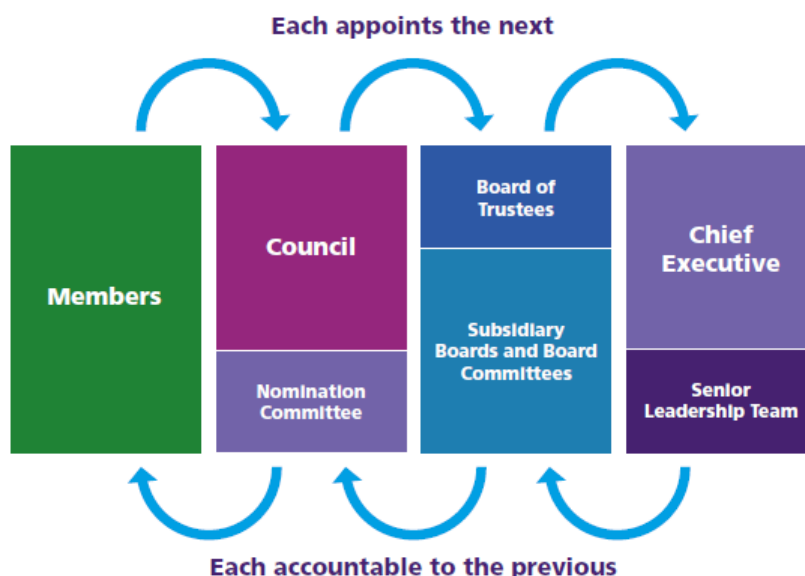 Each appoints the next
Members
Council
Nomination
Committee
Board of
Trustees
Subsidiary
Boards and Board
Committees
Chief
Executive
Senior
Leadership Team
Each accountable to the previous